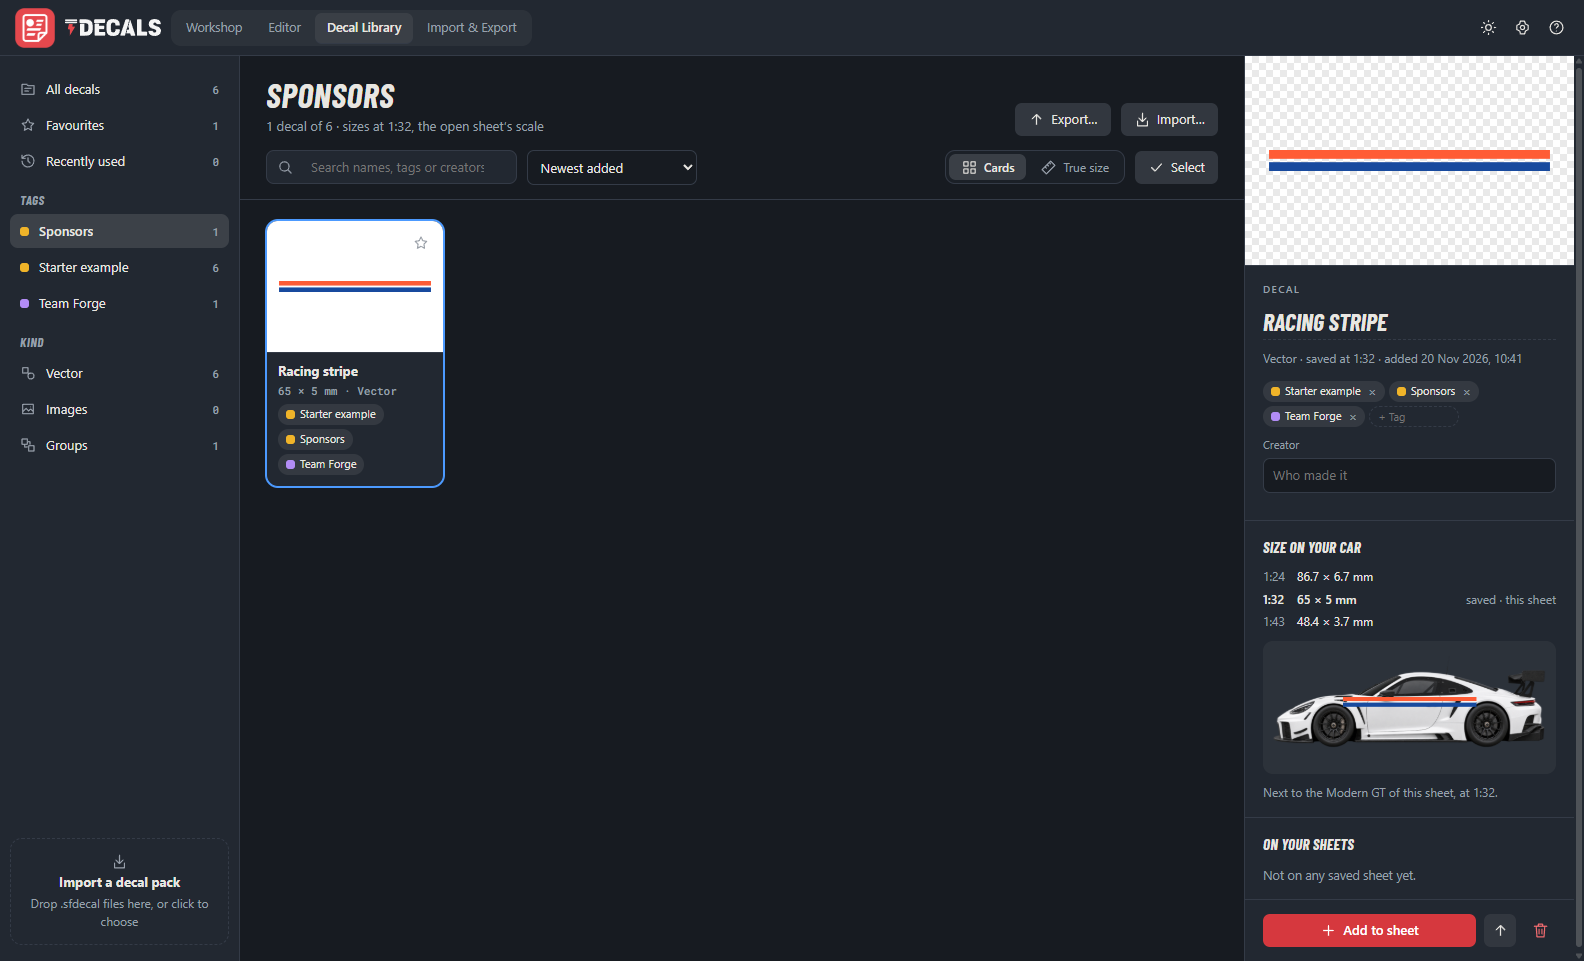 DECALS
Workshop
Editor
Decal Library
Import & Export
All decals 6
Favourites 1
Recently used 0
TAGS
Sponsors 1
Starter example 6
Team Forge 1
KIND
Vector 6
Images 0
Groups 1
Import a decal pack
Drop .sfdecal files here, or click to
choose
SPONSORS
1 decal of 6 · sizes at 1:32, the open sheet's scale
Export...
Import...
Search names, tags or creators
Newest added
Cards
True size
Select
Racing stripe
65 × 5 mm · Vector
Starter example
Sponsors
Team Forge
DECAL
RACING STRIPE
Vector · saved at 1:32 · added 20 Nov 2026, 10:41
Starter example ×
Sponsors ×
Team Forge ×
+ Tag
Creator
Who made it
SIZE ON YOUR CAR
1:24 86.7 × 6.7 mm
1:32 65 × 5 mm saved · this sheet
1:43 48.4 × 3.7 mm
Next to the Modern GT of this sheet, at 1:32.
ON YOUR SHEETS
Not on any saved sheet yet.
Add to sheet